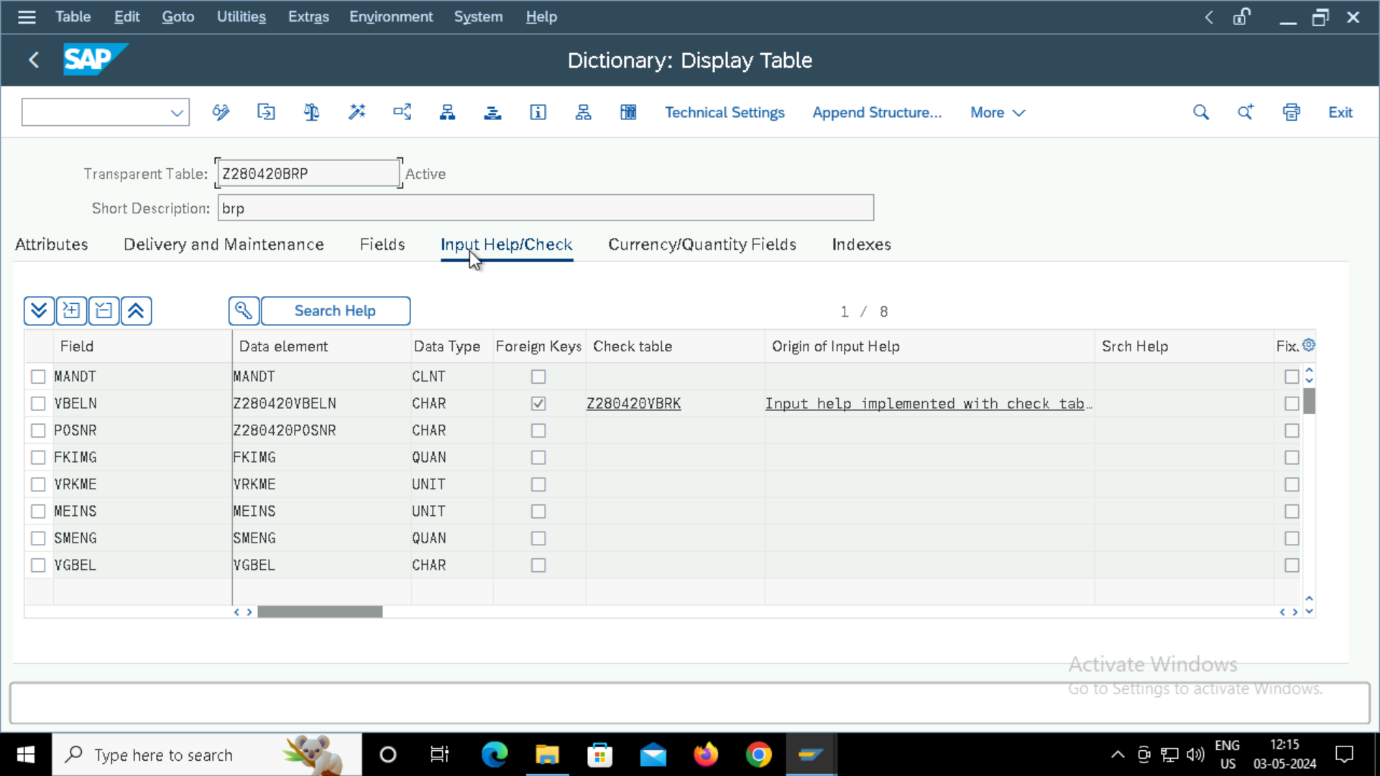 Table Edit Goto Utilities Extras Environment System Help
SAP Dictionary: Display Table
Technical Settings Append Structure... More Exit
Transparent Table: Z280420BRP Active
Short Description: brp
Attributes Delivery and Maintenance Fields Input Help/Check Currency/Quantity Fields Indexes
Search Help 1 / 8
Field Data element Data Type Foreign Keys Check table Origin of Input Help Srch Help Fix.
MANDT MANDT CLNT
VBELN Z280420VBELN CHAR Z280420VBRK Input help implemented with check tab…
POSNR Z280420POSNR CHAR
FKIMG FKIMG QUAN
VRKME VRKME UNIT
MEINS MEINS UNIT
SMENG SMENG QUAN
VGBEL VGBEL CHAR
Activate Windows
Go to Settings to activate Windows.
Type here to search ENG US 12:15 03-05-2024